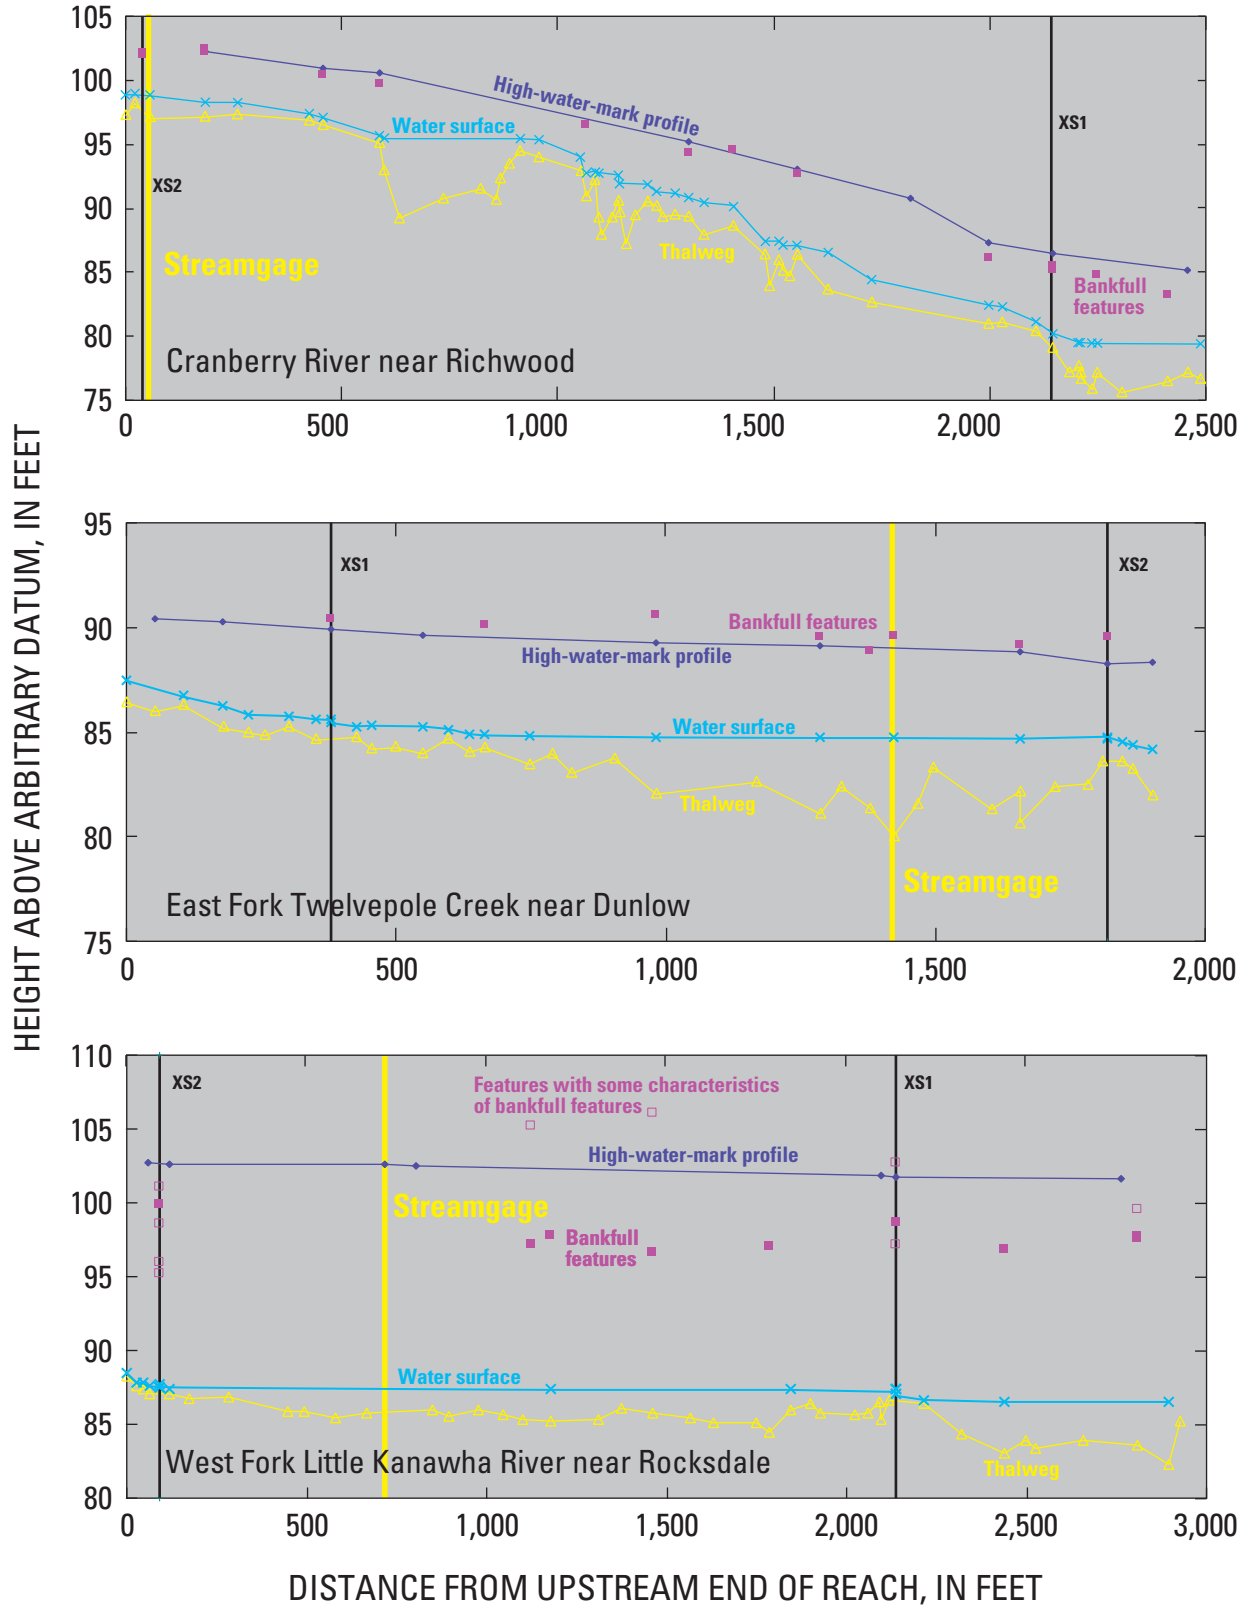 HEIGHT ABOVE ARBITRARY DATUM, IN FEET
105
100
95
90
85
80
75
High-water-mark profile
Water surface
XS1
XS2
Thalweg
Streamgage
Bankfull
features
Cranberry River near Richwood
0
500
1,000
1,500
2,000
2,500
95
90
85
80
75
XS1
XS2
Bankfull features
High-water-mark profile
Water surface
Thalweg
Streamgage
East Fork Twelvepole Creek near Dunlow
0
500
1,000
1,500
2,000
110
105
100
95
90
85
80
XS2
Features with some characteristics
of bankfull features
XS1
High-water-mark profile
Streamgage
Bankfull
features
Water surface
West Fork Little Kanawha River near Rocksdale
Thalweg
0
500
1,000
1,500
2,000
2,500
3,000
DISTANCE FROM UPSTREAM END OF REACH, IN FEET